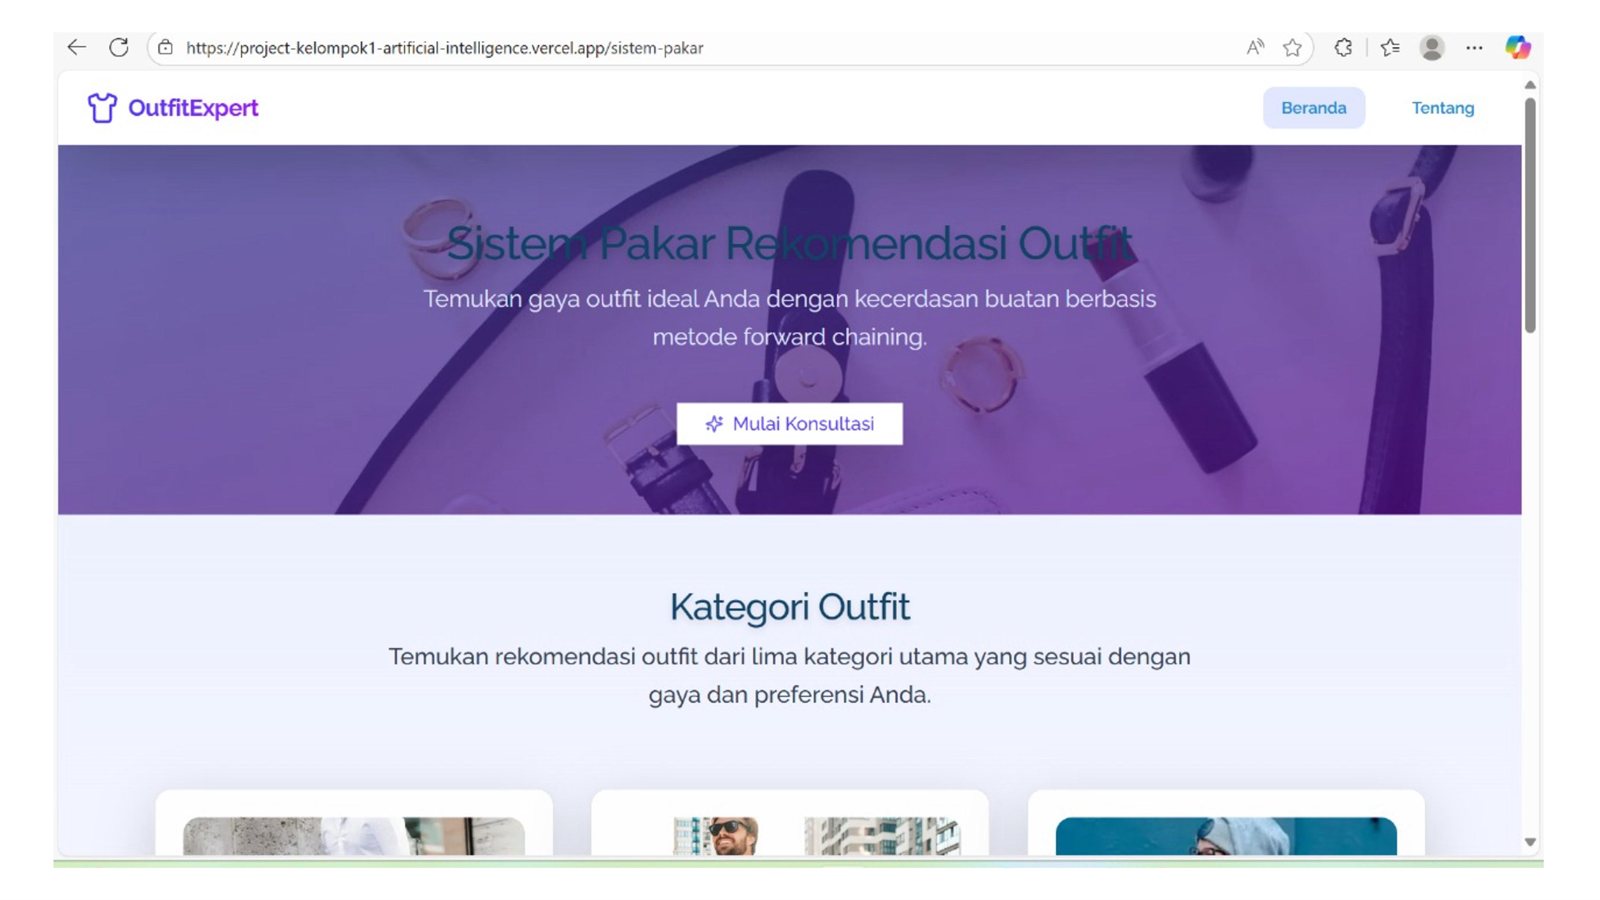 https://project-kelompok1-artificial-intelligence.vercel.app/sistem-pakar
OutfitExpert
Beranda
Tentang
Sistem Pakar Rekomendasi Outfit
Temukan gaya outfit ideal Anda dengan kecerdasan buatan berbasis
metode forward chaining.
Mulai Konsultasi
Kategori Outfit
Temukan rekomendasi outfit dari lima kategori utama yang sesuai dengan
gaya dan preferensi Anda.